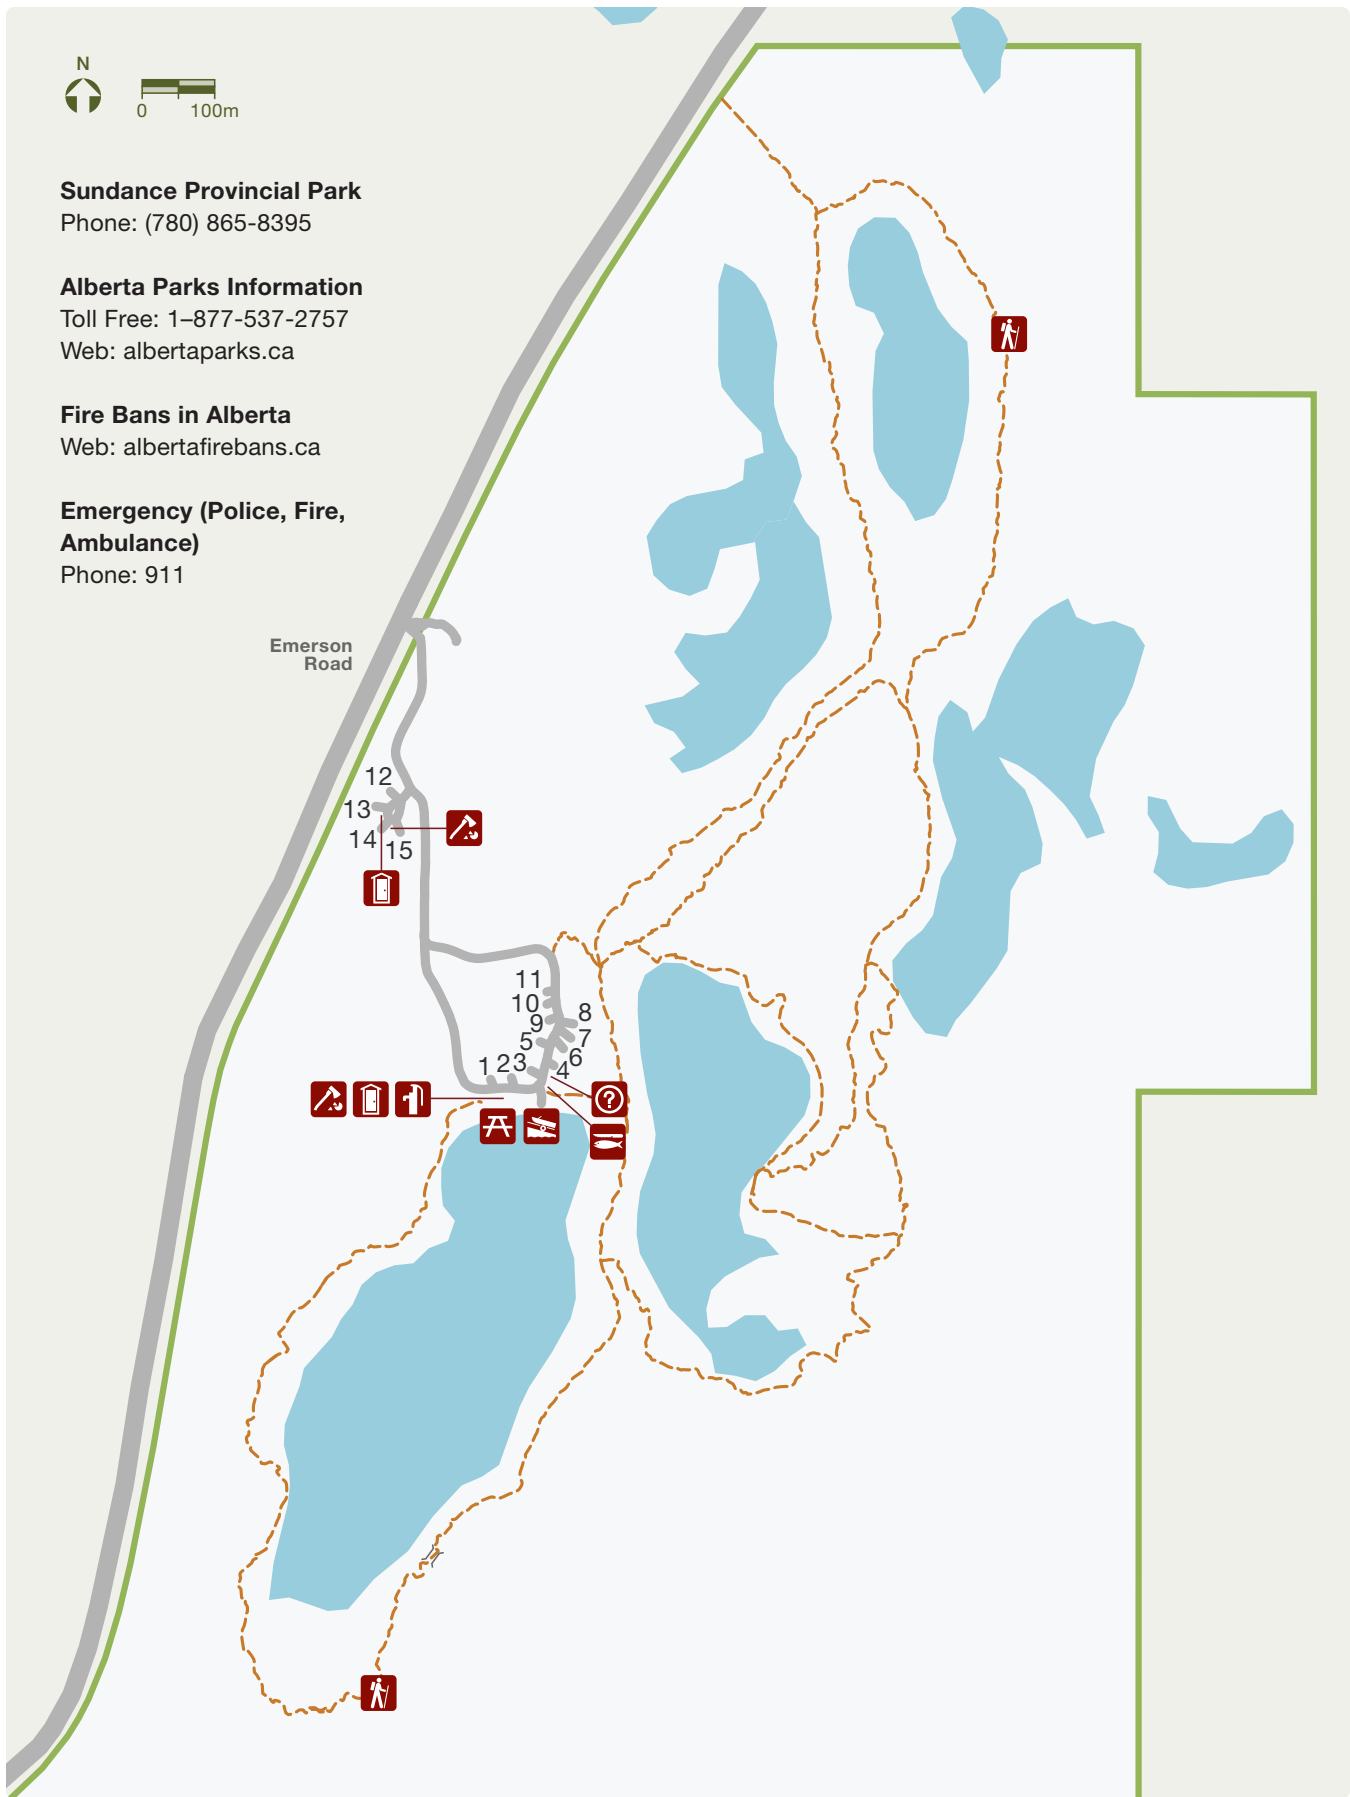 N
0 100m
Sundance Provincial Park
Phone: (780) 865-8395
Alberta Parks Information
Toll Free: 1–877-537-2757
Web: albertaparks.ca
Fire Bans in Alberta
Web: albertafirebans.ca
Emergency (Police, Fire,
Ambulance)
Phone: 911
Emerson
Road
12
13
14
15
11
10
9
8
5
7
6
1
2
3
4
?